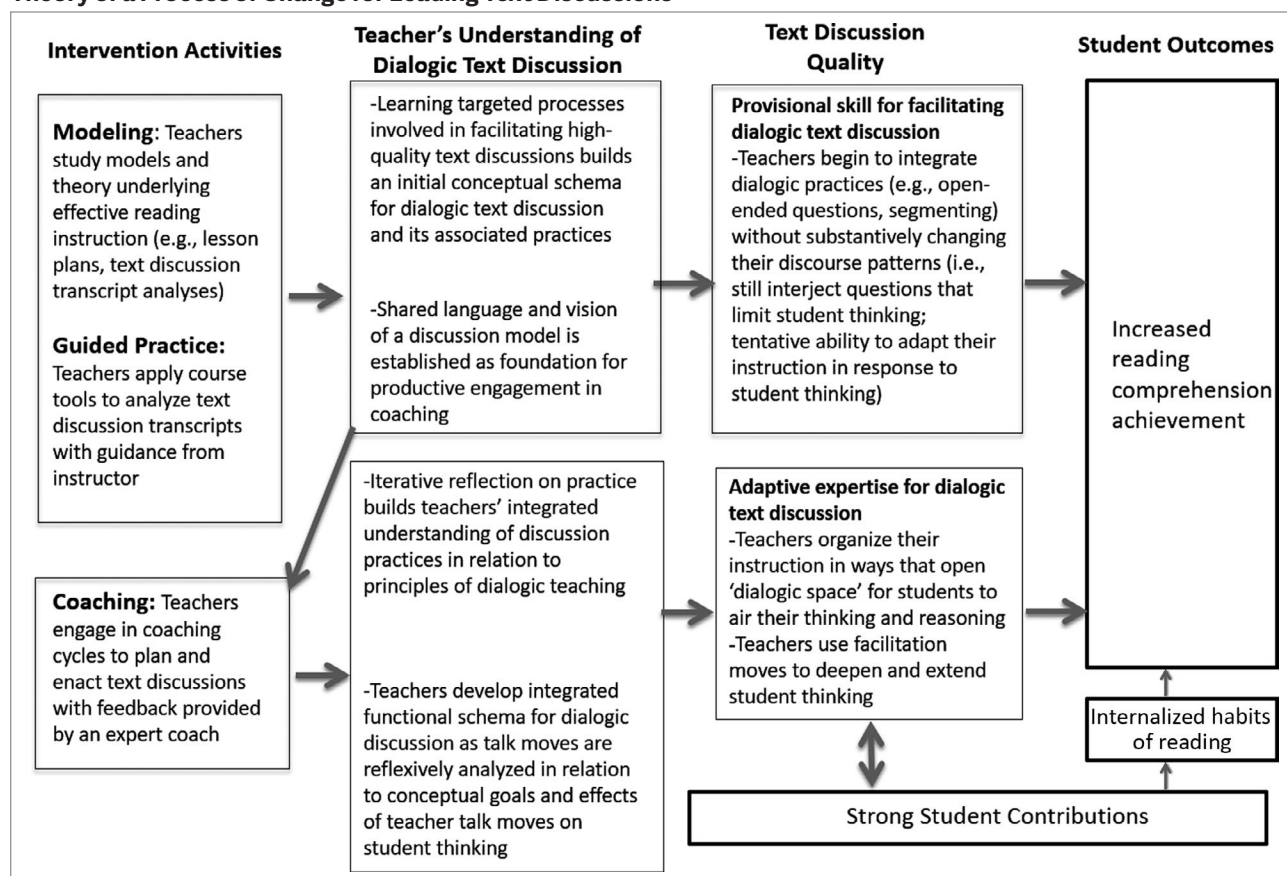 Theory of a Process of Change for Leading Text Discussions
Intervention Activities
Modeling: Teachers
study models and
theory underlying
effective reading
instruction (e.g., lesson
plans, text discussion
transcript analyses)
Guided Practice:
Teachers apply course
tools to analyze text
discussion transcripts
with guidance from
instructor
Coaching: Teachers
engage in coaching
cycles to plan and
enact text discussions
with feedback provided
by an expert coach
Teacher’s Understanding of
Dialogic Text Discussion
-Learning targeted processes
involved in facilitating high-
quality text discussions builds
an initial conceptual schema
for dialogic text discussion
and its associated practices
-Shared language and vision
of a discussion model is
established as foundation for
productive engagement in
coaching
-Iterative reflection on practice
builds teachers’ integrated
understanding of discussion
practices in relation to
principles of dialogic teaching
-Teachers develop integrated
functional schema for dialogic
discussion as talk moves are
reflexively analyzed in relation
to conceptual goals and effects
of teacher talk moves on
student thinking
Text Discussion
Quality
Provisional skill for facilitating
dialogic text discussion
-Teachers begin to integrate
dialogic practices (e.g., open-
ended questions, segmenting)
without substantively changing
their discourse patterns (i.e.,
still interject questions that
limit student thinking;
tentative ability to adapt their
instruction in response to
student thinking)
Adaptive expertise for dialogic
text discussion
-Teachers organize their
instruction in ways that open
‘dialogic space’ for students to
air their thinking and reasoning
-Teachers use facilitation
moves to deepen and extend
student thinking
Strong Student Contributions
Student Outcomes
Increased
reading
comprehension
achievement
Internalized habits
of reading